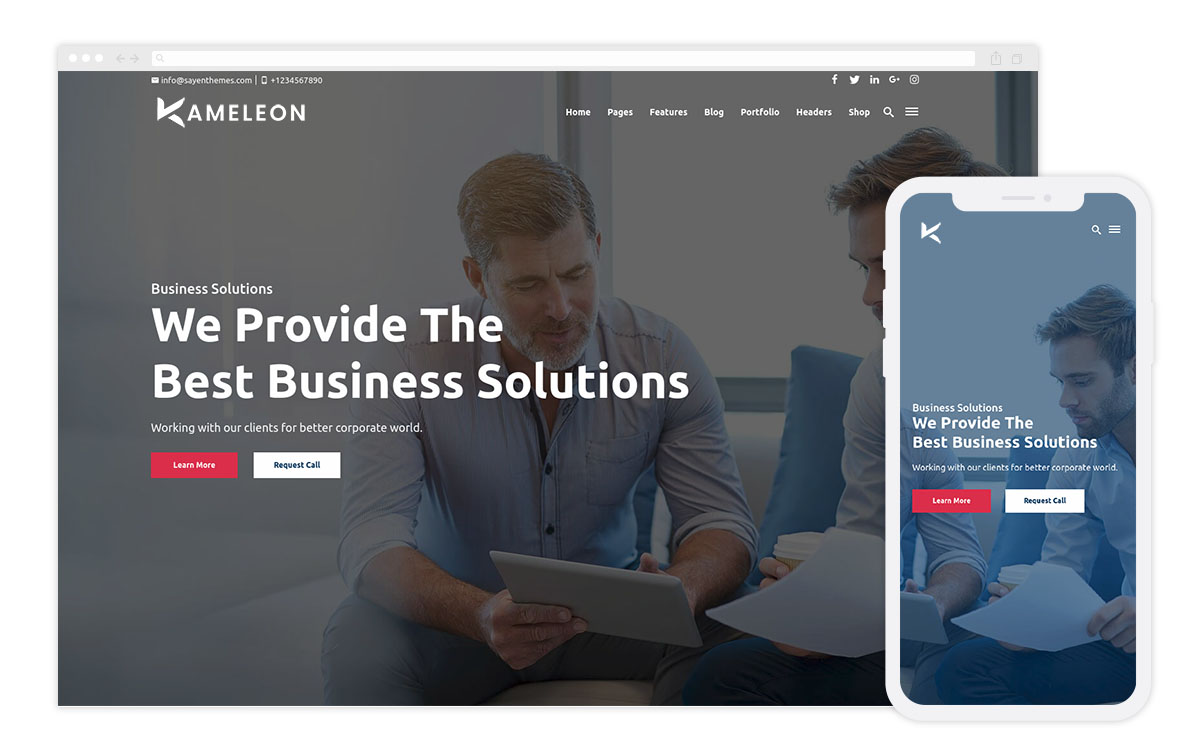 info@sayenthemes.com | +1234567890
KAMELEON
Home Pages Features Blog Portfolio Headers Shop
Business Solutions
We Provide The
Best Business Solutions
Working with our clients for better corporate world.
Learn More Request Call
Business Solutions
We Provide The
Best Business Solutions
Working with our clients for better corporate world.
Learn More Request Call